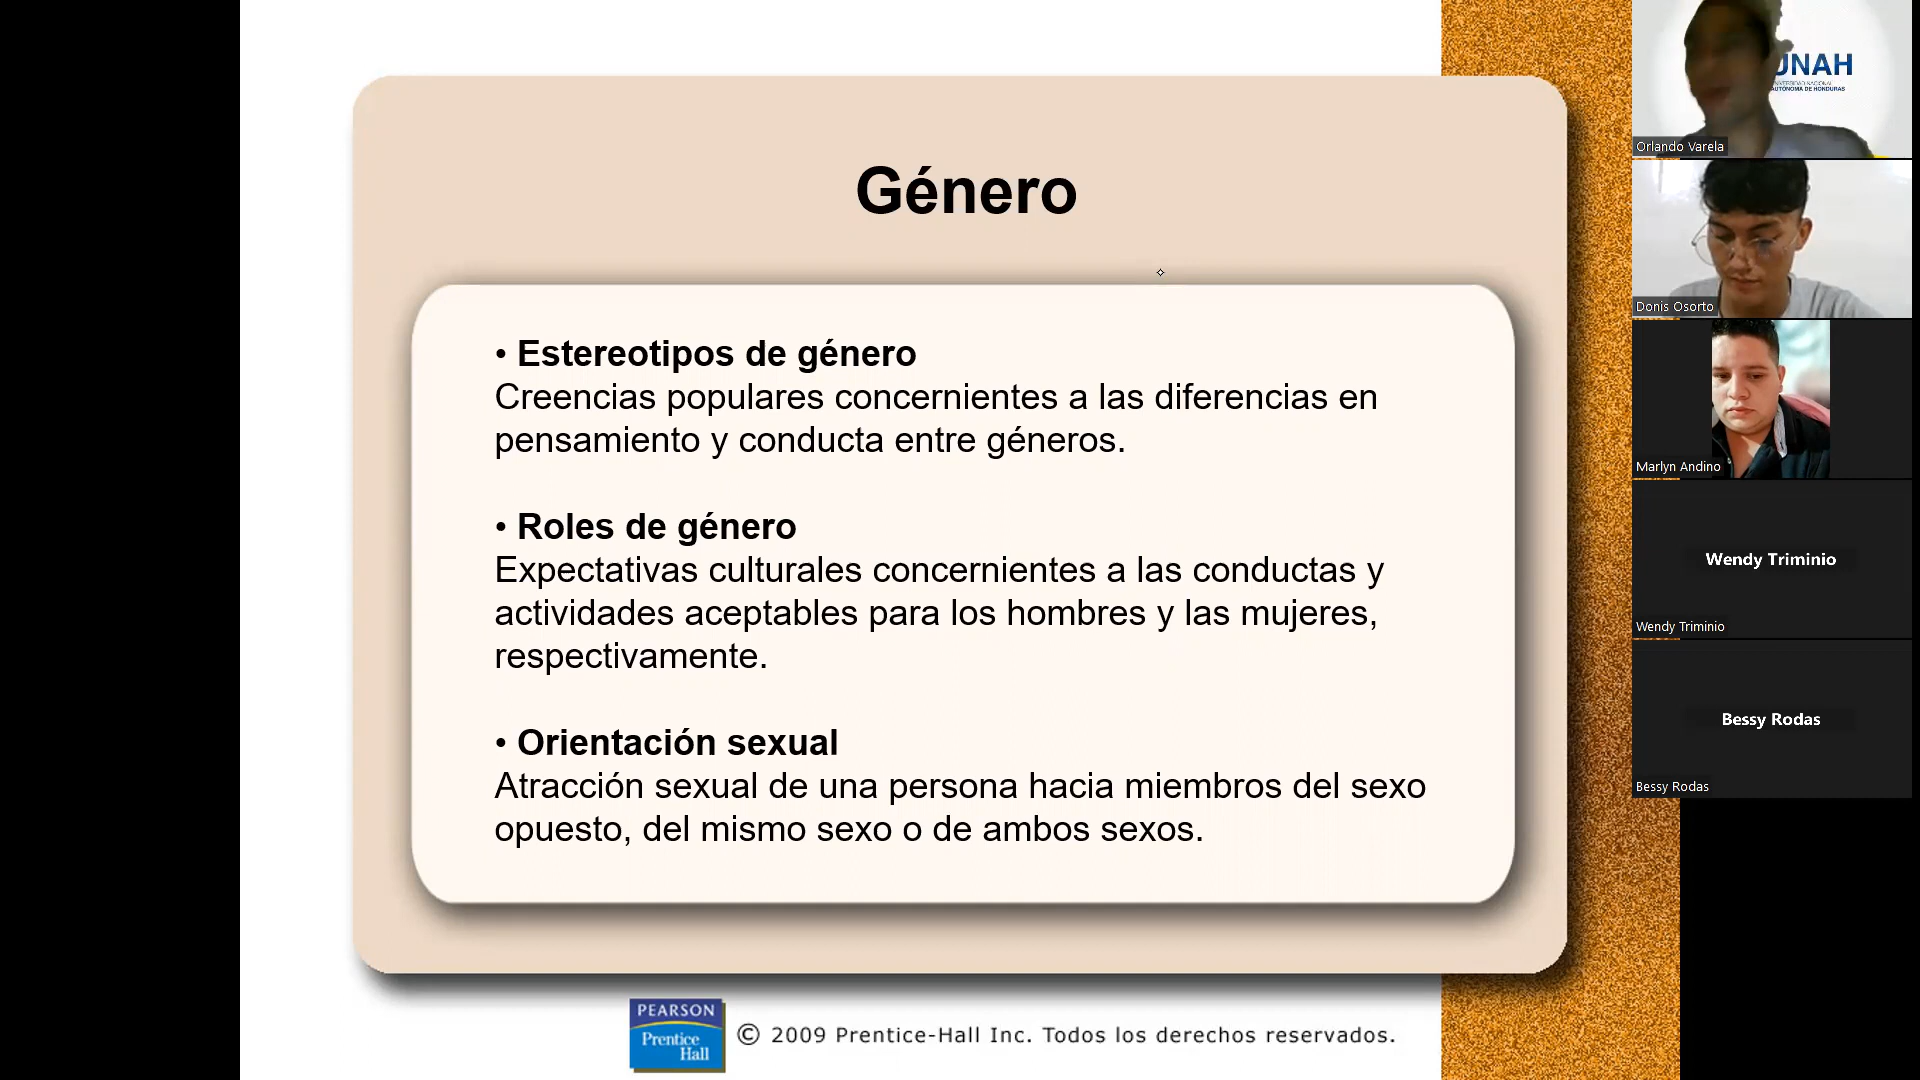 Género
• Estereotipos de género
Creencias populares concernientes a las diferencias en
pensamiento y conducta entre géneros.
• Roles de género
Expectativas culturales concernientes a las conductas y
actividades aceptables para los hombres y las mujeres,
respectivamente.
• Orientación sexual
Atracción sexual de una persona hacia miembros del sexo
opuesto, del mismo sexo o de ambos sexos.
PEARSON
Prentice
Hall
© 2009 Prentice-Hall Inc. Todos los derechos reservados.
UNAH
AUTÓNOMA DE HONDURAS
Orlando Varela
Donis Osorto
Marlyn Andino
Wendy Triminio
Wendy Triminio
Bessy Rodas
Bessy Rodas